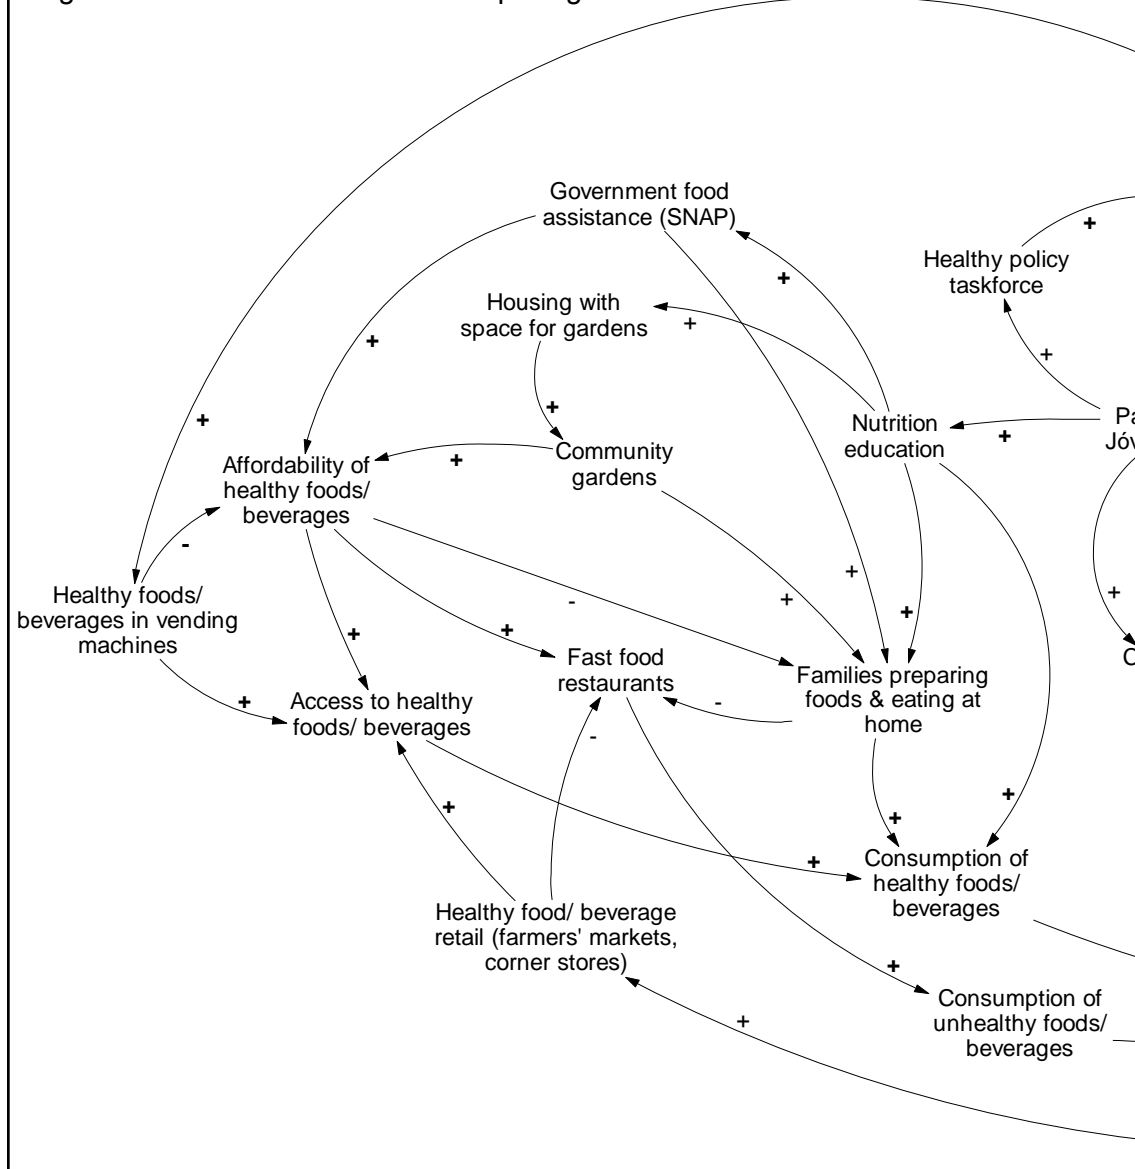 Government food
assistance (SNAP)
+
Healthy policy
taskforce
+
Housing with
space for gardens
+
+
+
+
+
Nutrition
education
+
+
Community
gardens
+
Affordability of
healthy foods/
beverages
-
Healthy foods/
beverages in vending
machines
+
+
+
-
+
+
+
+
Fast food
restaurants
Families preparing
foods & eating at
home
-
Access to healthy
foods/ beverages
+
-
+
+
+
+
Consumption of
healthy foods/
beverages
Healthy food/ beverage
retail (farmers' markets,
corner stores)
+
Consumption of
unhealthy foods/
beverages
+